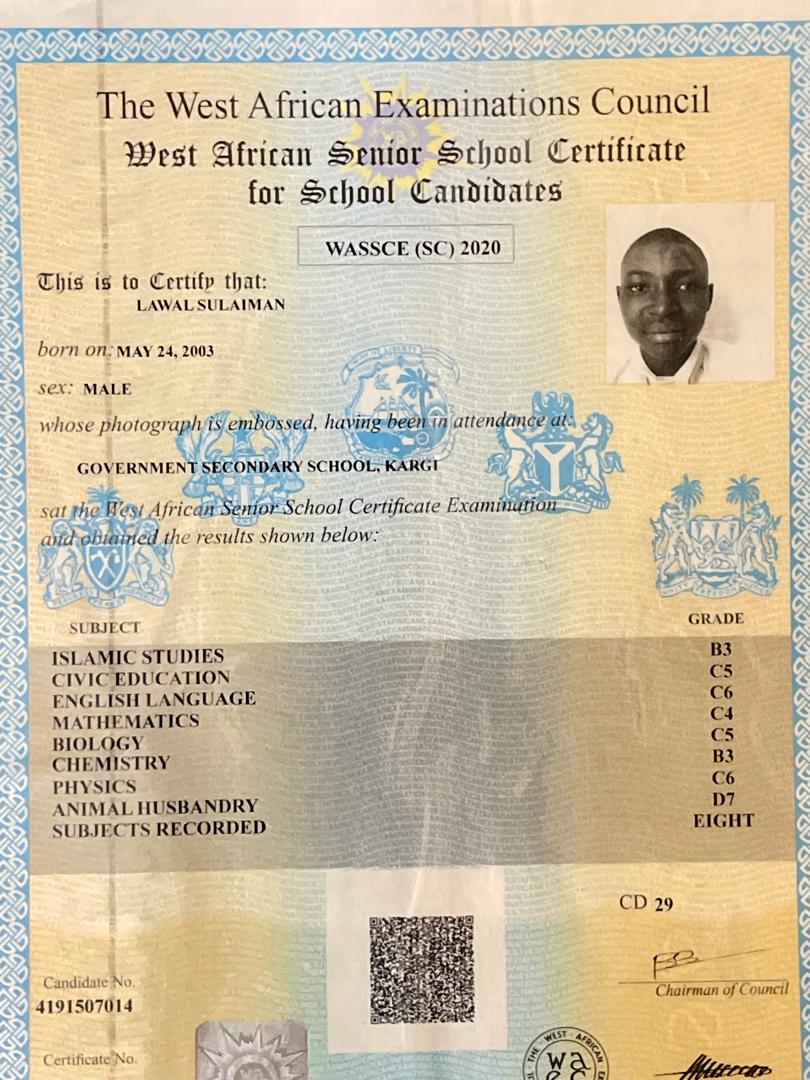 The West African Examinations Council
West African Senior School Certificate
for School Candidates
WASSCE (SC) 2020
This is to Certify that:
LAWAL SULAIMAN
born on: MAY 24, 2003
sex: MALE
whose photograph is embossed, having been in attendance at:
GOVERNMENT SECONDARY SCHOOL, KARGI
sat the West African Senior School Certificate Examination
and obtained the results shown below:
SUBJECT GRADE
ISLAMIC STUDIES B3
CIVIC EDUCATION C5
ENGLISH LANGUAGE C6
MATHEMATICS C4
BIOLOGY C5
CHEMISTRY B3
PHYSICS C6
ANIMAL HUSBANDRY D7
SUBJECTS RECORDED EIGHT
CD 29
Chairman of Council
Candidate No.
4191507014
Certificate No.
THE WEST AFRICAN
wa